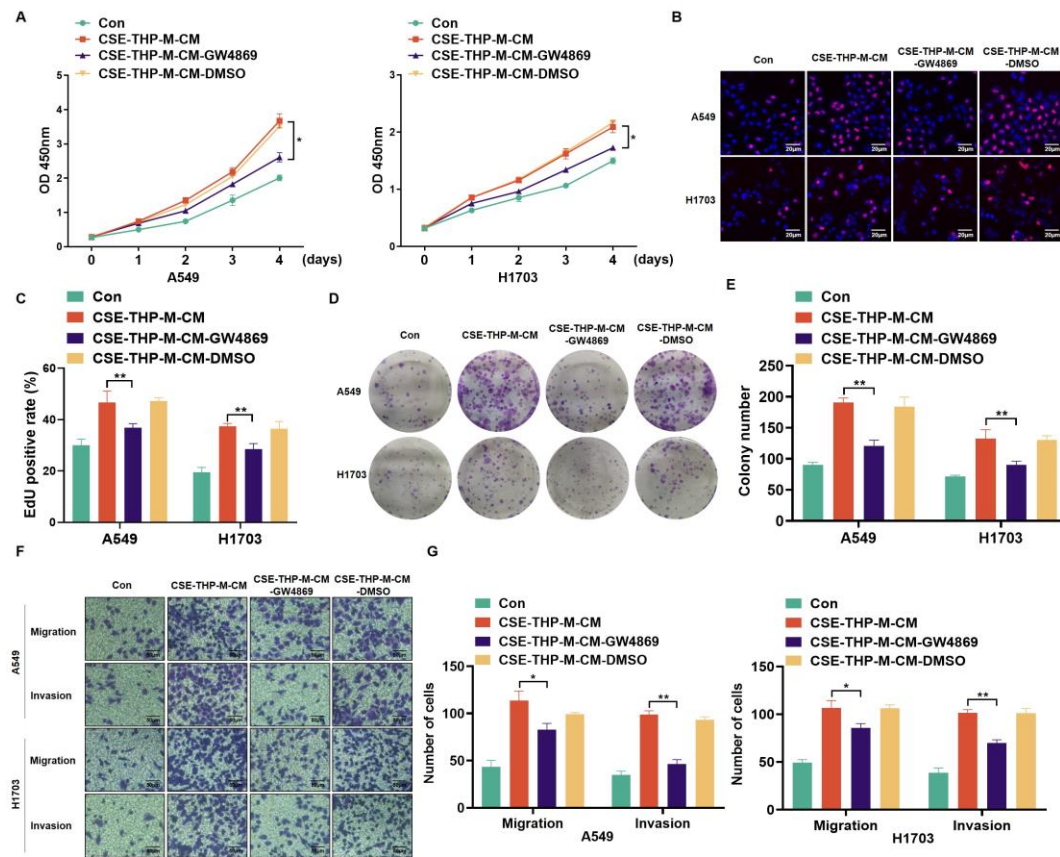 A
Con
CSE-THP-M-CM
CSE-THP-M-CM-GW4869
CSE-THP-M-CM-DMSO
OD 450nm
5
4
3
2
1
0
0 1 2 3 4 (days)
A549
Con
CSE-THP-M-CM
CSE-THP-M-CM-GW4869
CSE-THP-M-CM-DMSO
OD 450nm
3
2
1
0
0 1 2 3 4 (days)
H1703
*
*
B
Con CSE-THP-M-CM CSE-THP-M-CM CSE-THP-M-CM
-GW4869 -DMSO
A549
20μm 20μm 20μm 20μm
H1703
20μm 20μm 20μm 20μm
C
Con
CSE-THP-M-CM
CSE-THP-M-CM-GW4869
CSE-THP-M-CM-DMSO
EdU positive rate (%)
60
40
20
0
** **
A549 H1703
D
Con CSE-THP-M-CM CSE-THP-M-CM CSE-THP-M-CM
-GW4869 -DMSO
A549
H1703
E
Con
CSE-THP-M-CM
CSE-THP-M-CM-GW4869
CSE-THP-M-CM-DMSO
Colony number
250
200
150
100
50
0
** **
A549 H1703
F
Con CSE-THP-M-CM CSE-THP-M-CM CSE-THP-M-CM
-GW4869 -DMSO
A549
Migration
Invasion
H1703
Migration
Invasion
G
Con
CSE-THP-M-CM
CSE-THP-M-CM-GW4869
CSE-THP-M-CM-DMSO
Number of cells
150
100
50
0
* **
Migration Invasion
A549
Con
CSE-THP-M-CM
CSE-THP-M-CM-GW4869
CSE-THP-M-CM-DMSO
Number of cells
150
100
50
0
* **
Migration Invasion
H1703